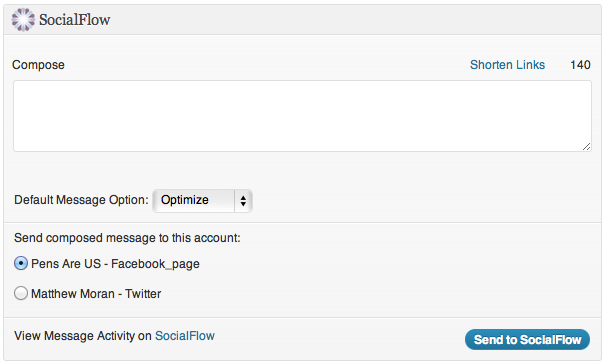 SocialFlow
Compose Shorten Links 140
Default Message Option: Optimize
Send composed message to this account:
Pens Are US - Facebook_page
Matthew Moran - Twitter
View Message Activity on SocialFlow Send to SocialFlow